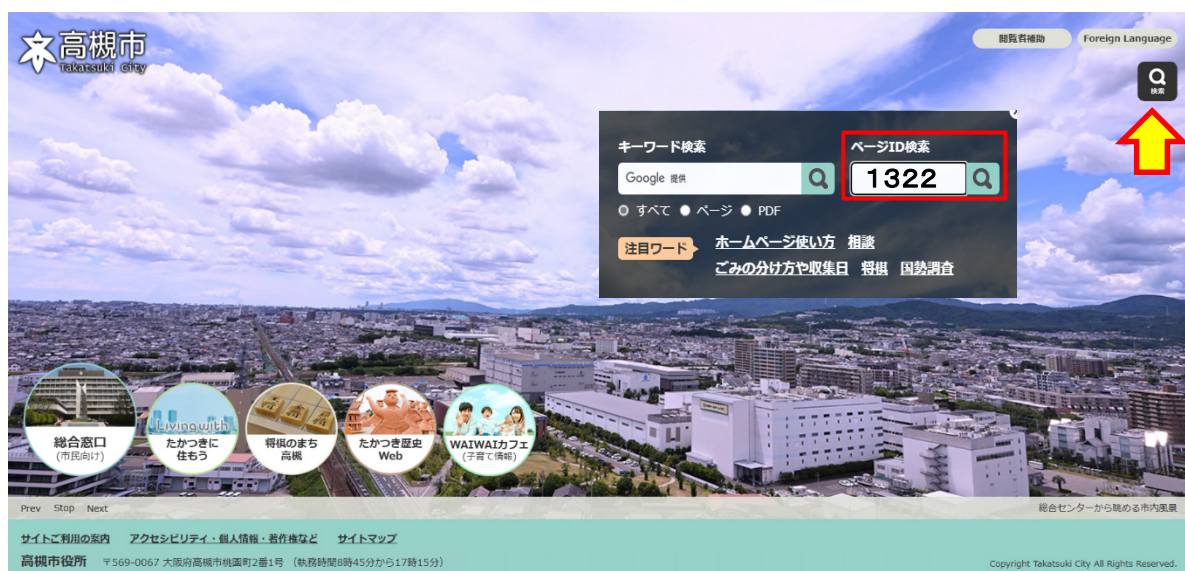 高槻市
Takatsuki City
閲覧者補助
Foreign Language
検索
キーワード検索
ページID検索
Google 提供
1322
すべて ページ PDF
注目ワード
ホームページ使い方 相談
ごみの分け方や収集日 将棋 国勢調査
Living with
総合窓口
(市民向け)
たかつきに
住もう
将棋のまち
高槻
たかつき歴史
Web
WAIWAIカフェ
(子育て情報)
Prev Stop Next
総合センターから眺める市内風景
サイトご利用の案内 アクセシビリティ・個人情報・著作権など サイトマップ
高槻市役所 〒569-0067 大阪府高槻市桃園町2番1号 (執務時間8時45分から17時15分)
Copyright Takatsuki City All Rights Reserved.